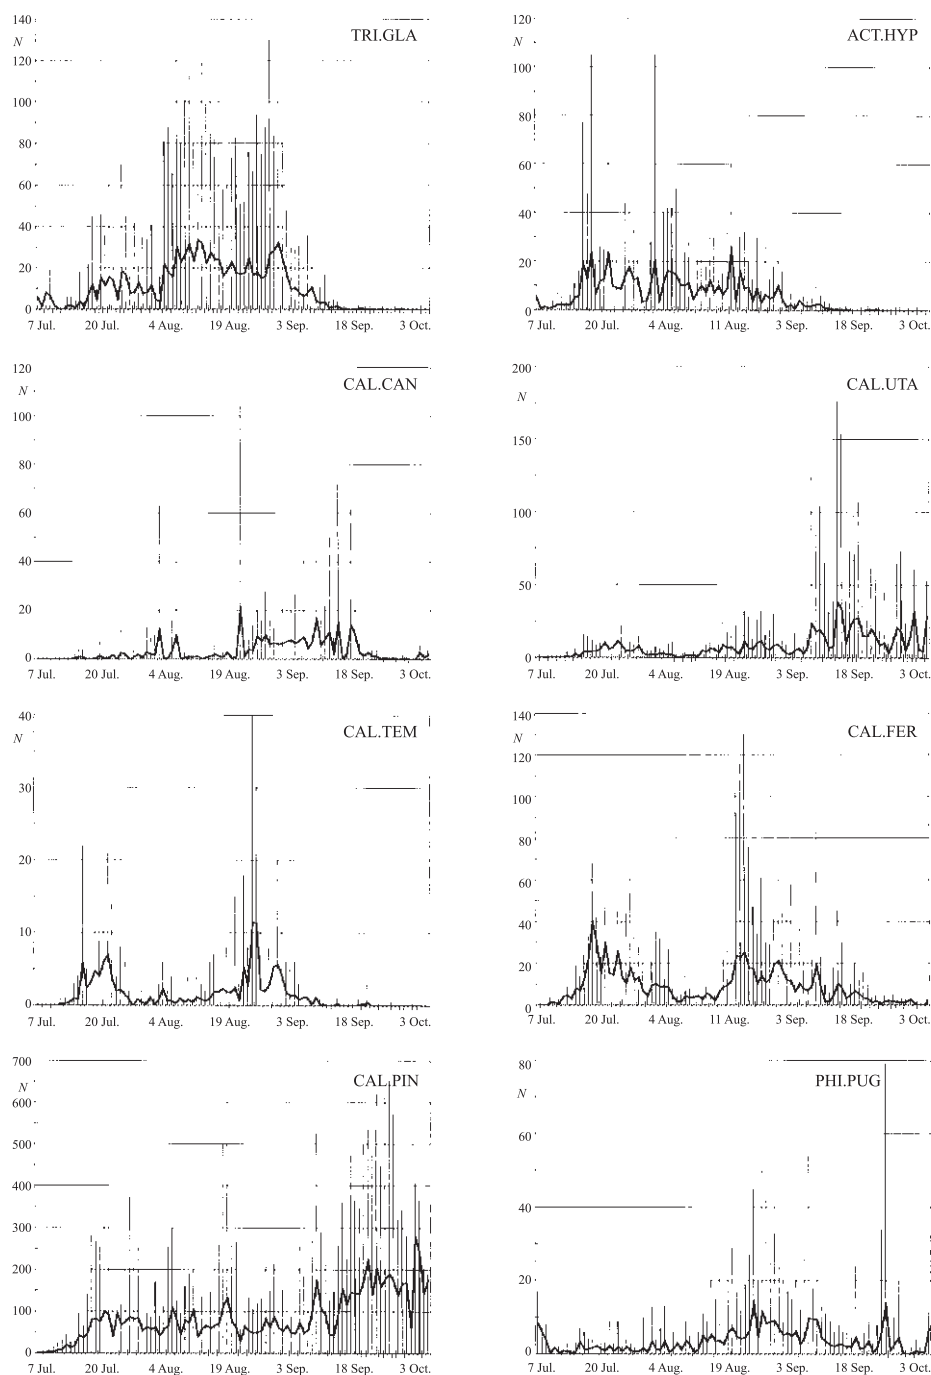 TRI.GLA
N
140
120
100
80
60
40
20
0
7 Jul. 20 Jul. 4 Aug. 19 Aug. 3 Sep. 18 Sep. 3 Oct.
ACT.HYP
N
120
100
80
60
40
20
0
7 Jul. 20 Jul. 4 Aug. 11 Aug. 3 Sep. 18 Sep. 3 Oct.
CAL.CAN
N
120
100
80
60
40
20
0
7 Jul. 20 Jul. 4 Aug. 19 Aug. 3 Sep. 18 Sep. 3 Oct.
CAL.UTA
N
200
150
100
50
0
7 Jul. 20 Jul. 4 Aug. 19 Aug. 3 Sep. 18 Sep. 3 Oct.
CAL.TEM
N
40
30
20
10
0
7 Jul. 20 Jul. 4 Aug. 19 Aug. 3 Sep. 18 Sep. 3 Oct.
CAL.FER
N
140
120
100
80
60
40
20
0
7 Jul. 20 Jul. 4 Aug. 11 Aug. 3 Sep. 18 Sep. 3 Oct.
CAL.PIN
N
700
600
500
400
300
200
100
0
7 Jul. 20 Jul. 4 Aug. 19 Aug. 3 Sep. 18 Sep. 3 Oct.
PHI.PUG
N
80
60
40
20
0
7 Jul. 20 Jul. 4 Aug. 19 Aug. 3 Sep. 18 Sep. 3 Oct.